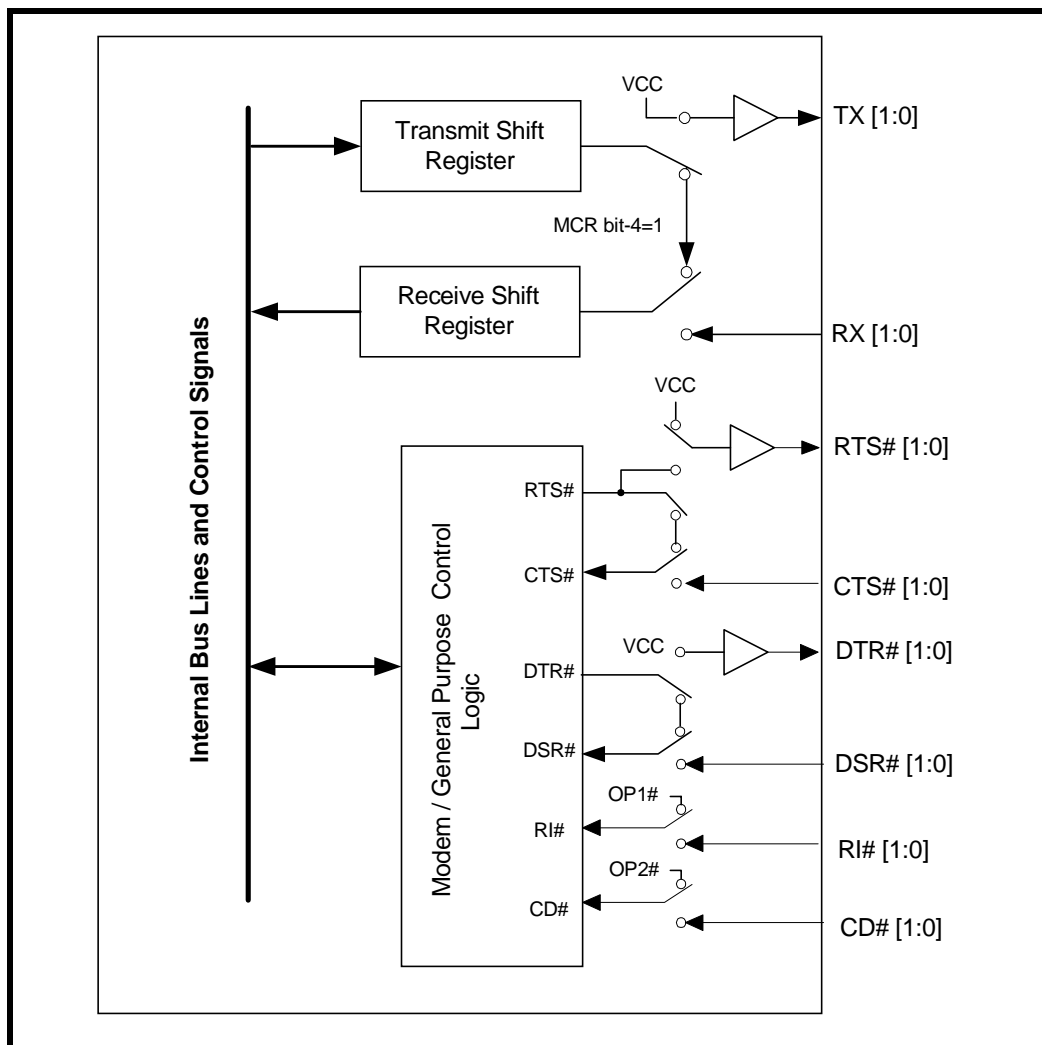 VCC
TX [1:0]
Transmit Shift
Register
MCR bit-4=1
Receive Shift
Register
RX [1:0]
Internal Bus Lines and Control Signals
VCC
RTS# [1:0]
RTS#
CTS#
CTS# [1:0]
Modem / General Purpose Control
Logic
VCC
DTR# [1:0]
DTR#
DSR#
DSR# [1:0]
OP1#
RI#
RI# [1:0]
OP2#
CD#
CD# [1:0]